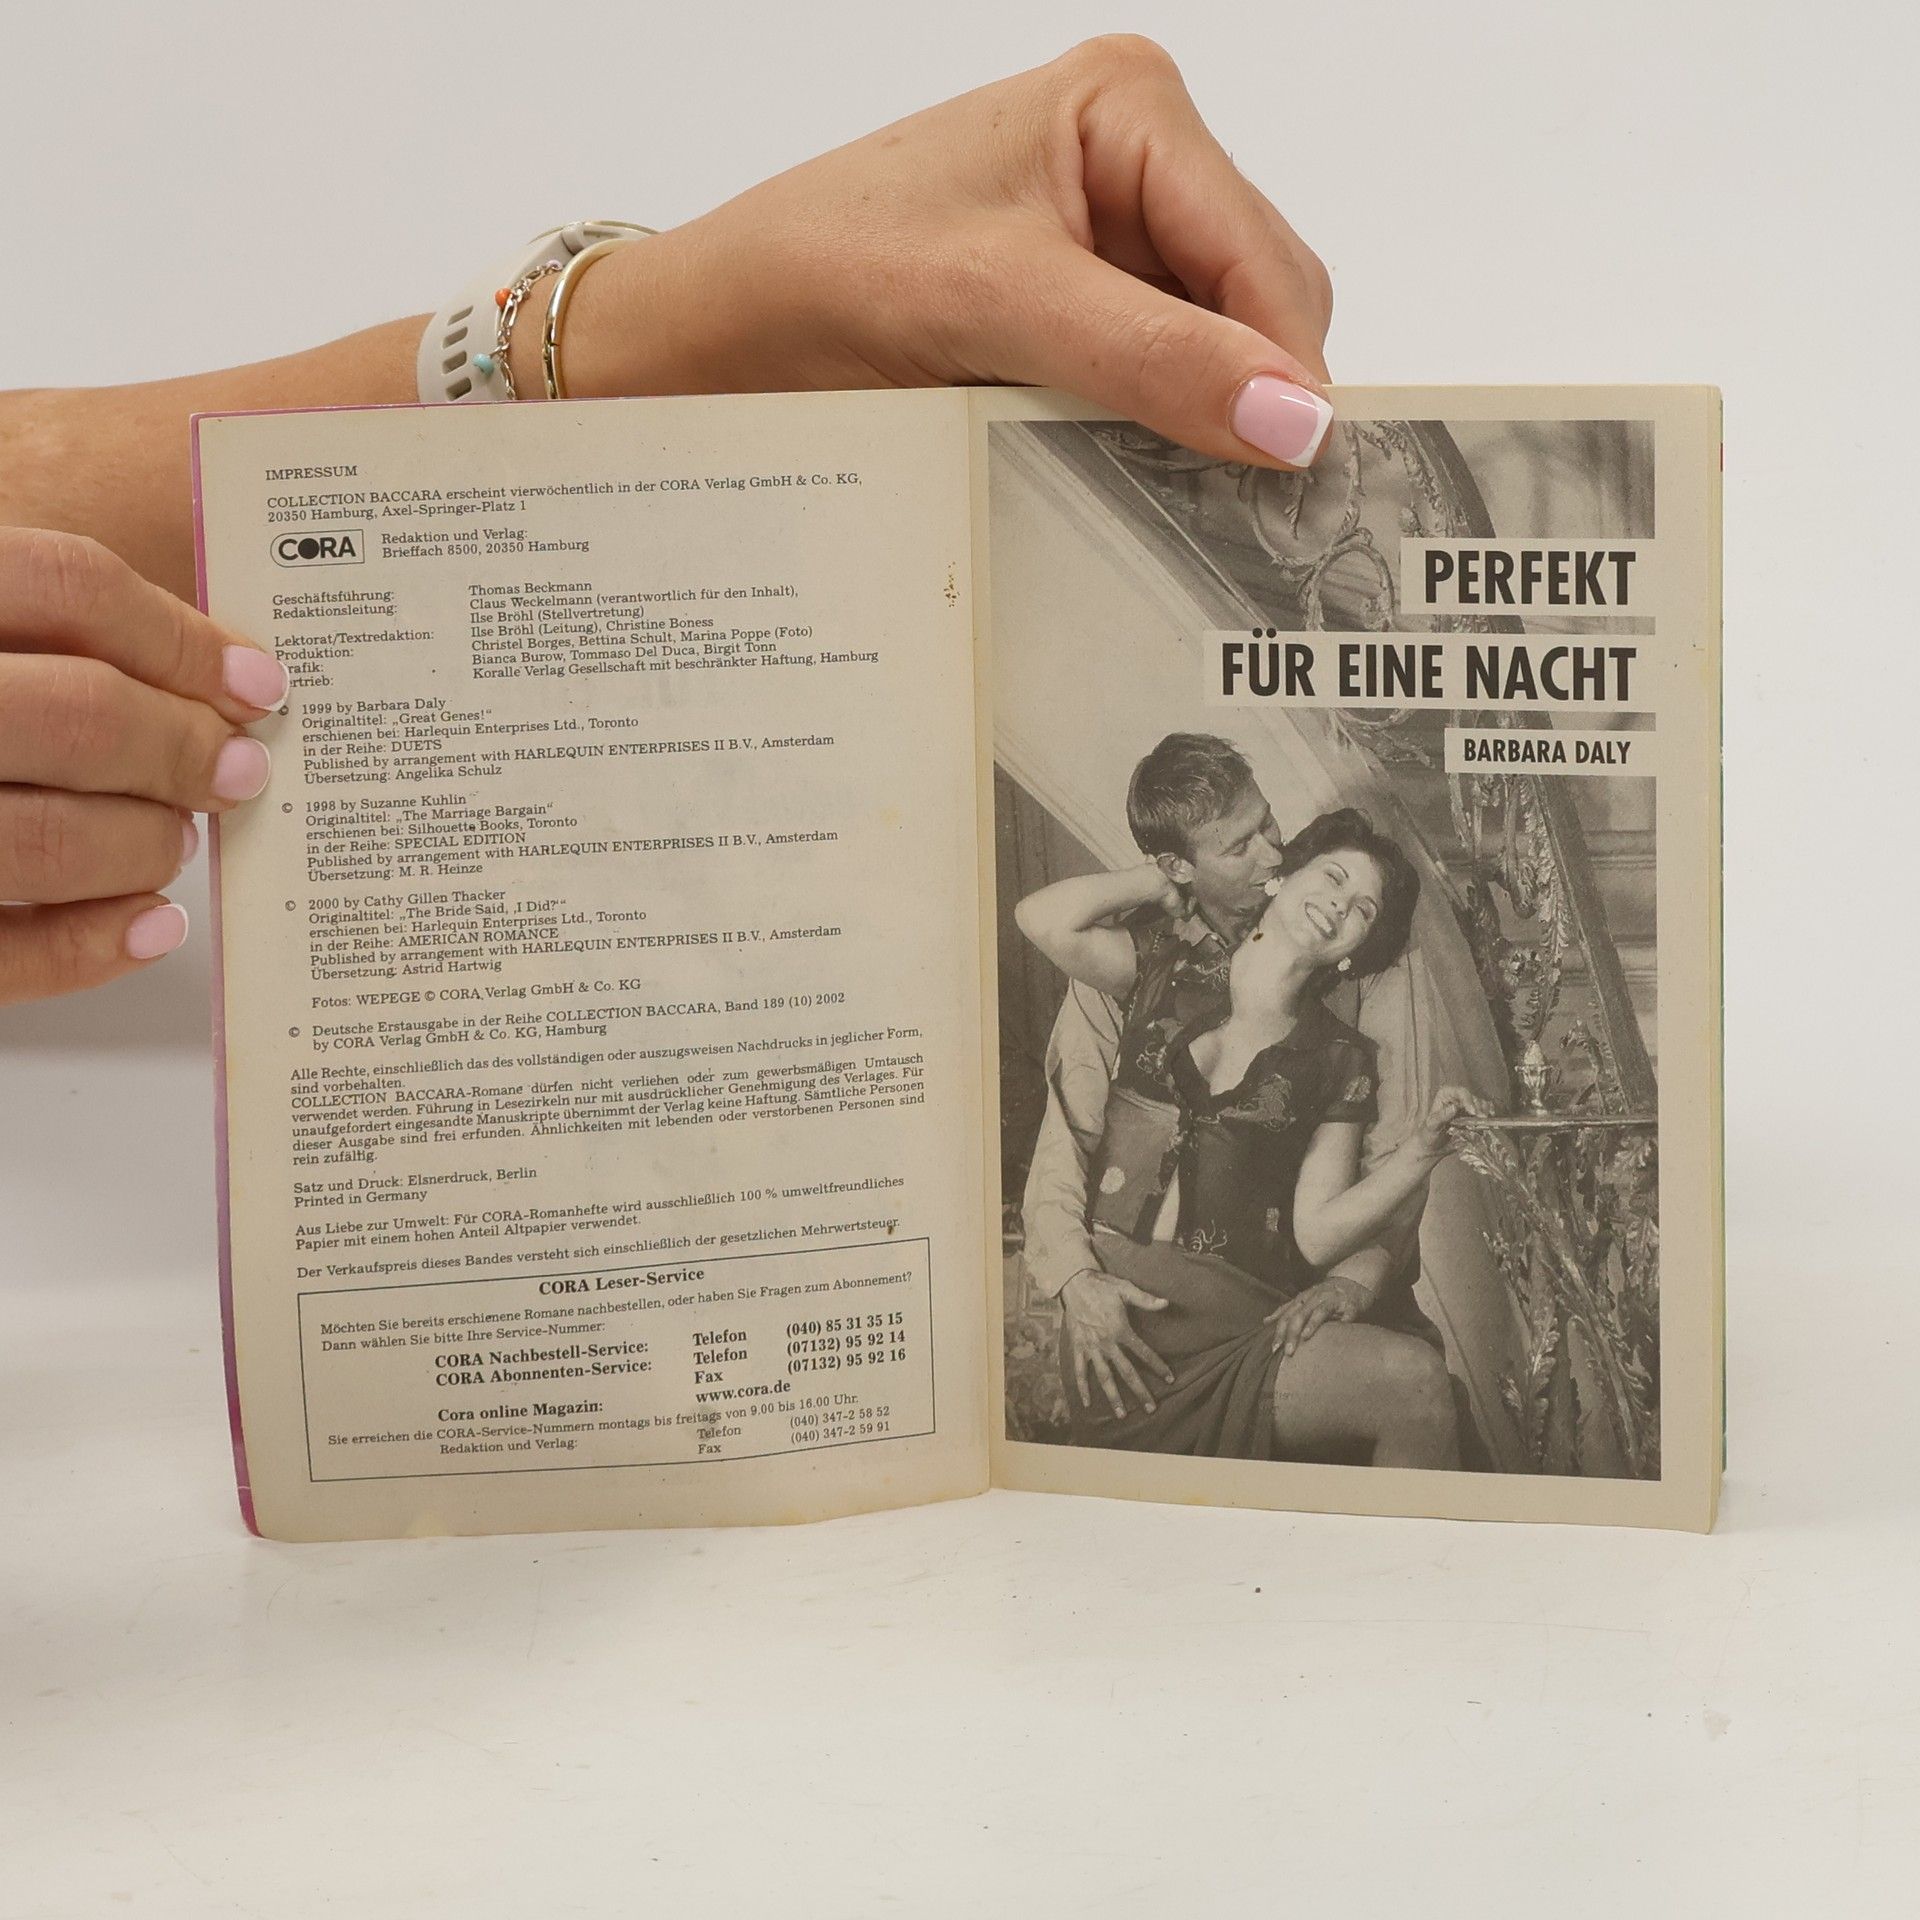 IMPRESSUM
COLLECTION BACCARA erscheint vierwöchentlich in der CORA Verlag GmbH & Co. KG,
20350 Hamburg, Axel-Springer-Platz 1
CORA
Redaktion und Verlag:
Brieffach 8500, 20350 Hamburg
Geschäftsführung: Thomas Beckmann
Redaktionsleitung: Claus Weckelmann (verantwortlich für den Inhalt),
Ilse Bröhl (Stellvertretung)
Lektorat/Textredaktion: Ilse Bröhl (Leitung), Christine Boness
Produktion: Christel Borges, Bettina Schult, Marina Poppe (Foto)
rafik: Bianca Burow, Tommaso Del Duca, Birgit Tonn
ertrieb: Koralle Verlag Gesellschaft mit beschränkter Haftung, Hamburg
© 1999 by Barbara Daly
Originaltitel: „Great Genes!“
erschienen bei: Harlequin Enterprises Ltd., Toronto
in der Reihe: DUETS
Published by arrangement with HARLEQUIN ENTERPRISES II B.V., Amsterdam
Übersetzung: Angelika Schulz
© 1998 by Suzanne Kuhlin
Originaltitel: „The Marriage Bargain“
erschienen bei: Silhouette Books, Toronto
in der Reihe: SPECIAL EDITION
Published by arrangement with HARLEQUIN ENTERPRISES II B.V., Amsterdam
Übersetzung: M. R. Heinze
© 2000 by Cathy Gillen Thacker
Originaltitel: „The Bride Said, ‚I Did?‘“
erschienen bei: Harlequin Enterprises Ltd., Toronto
in der Reihe: AMERICAN ROMANCE
Published by arrangement with HARLEQUIN ENTERPRISES II B.V., Amsterdam
Übersetzung: Astrid Hartwig
Fotos: WEPEGE © CORA Verlag GmbH & Co. KG
© Deutsche Erstausgabe in der Reihe COLLECTION BACCARA, Band 189 (10) 2002
by CORA Verlag GmbH & Co. KG, Hamburg
Alle Rechte, einschließlich das des vollständigen oder auszugsweisen Nachdrucks in jeglicher Form,
sind vorbehalten.
COLLECTION BACCARA-Romane dürfen nicht verliehen oder zum gewerbsmäßigen Umtausch
verwendet werden. Führung in Lesezirkeln nur mit ausdrücklicher Genehmigung des Verlages. Für
unaufgefordert eingesandte Manuskripte übernimmt der Verlag keine Haftung. Sämtliche Personen
dieser Ausgabe sind frei erfunden. Ähnlichkeiten mit lebenden oder verstorbenen Personen sind
rein zufällig.
Satz und Druck: Elsnerdruck, Berlin
Printed in Germany
Aus Liebe zur Umwelt: Für CORA-Romanhefte wird ausschließlich 100 % umweltfreundliches
Papier mit einem hohen Anteil Altpapier verwendet.
Der Verkaufspreis dieses Bandes versteht sich einschließlich der gesetzlichen Mehrwertsteuer.
CORA Leser-Service
Möchten Sie bereits erschienene Romane nachbestellen, oder haben Sie Fragen zum Abonnement?
Dann wählen Sie bitte Ihre Service-Nummer:
CORA Nachbestell-Service: Telefon (040) 85 31 35 15
CORA Abonnenten-Service: Telefon (07132) 95 92 14
Fax (07132) 95 92 16
Cora online Magazin: www.cora.de
Sie erreichen die CORA-Service-Nummern montags bis freitags von 9.00 bis 16.00 Uhr.
Redaktion und Verlag: Telefon (040) 347-2 58 52
Fax (040) 347-2 59 91
PERFEKT
FÜR EINE NACHT
BARBARA DALY